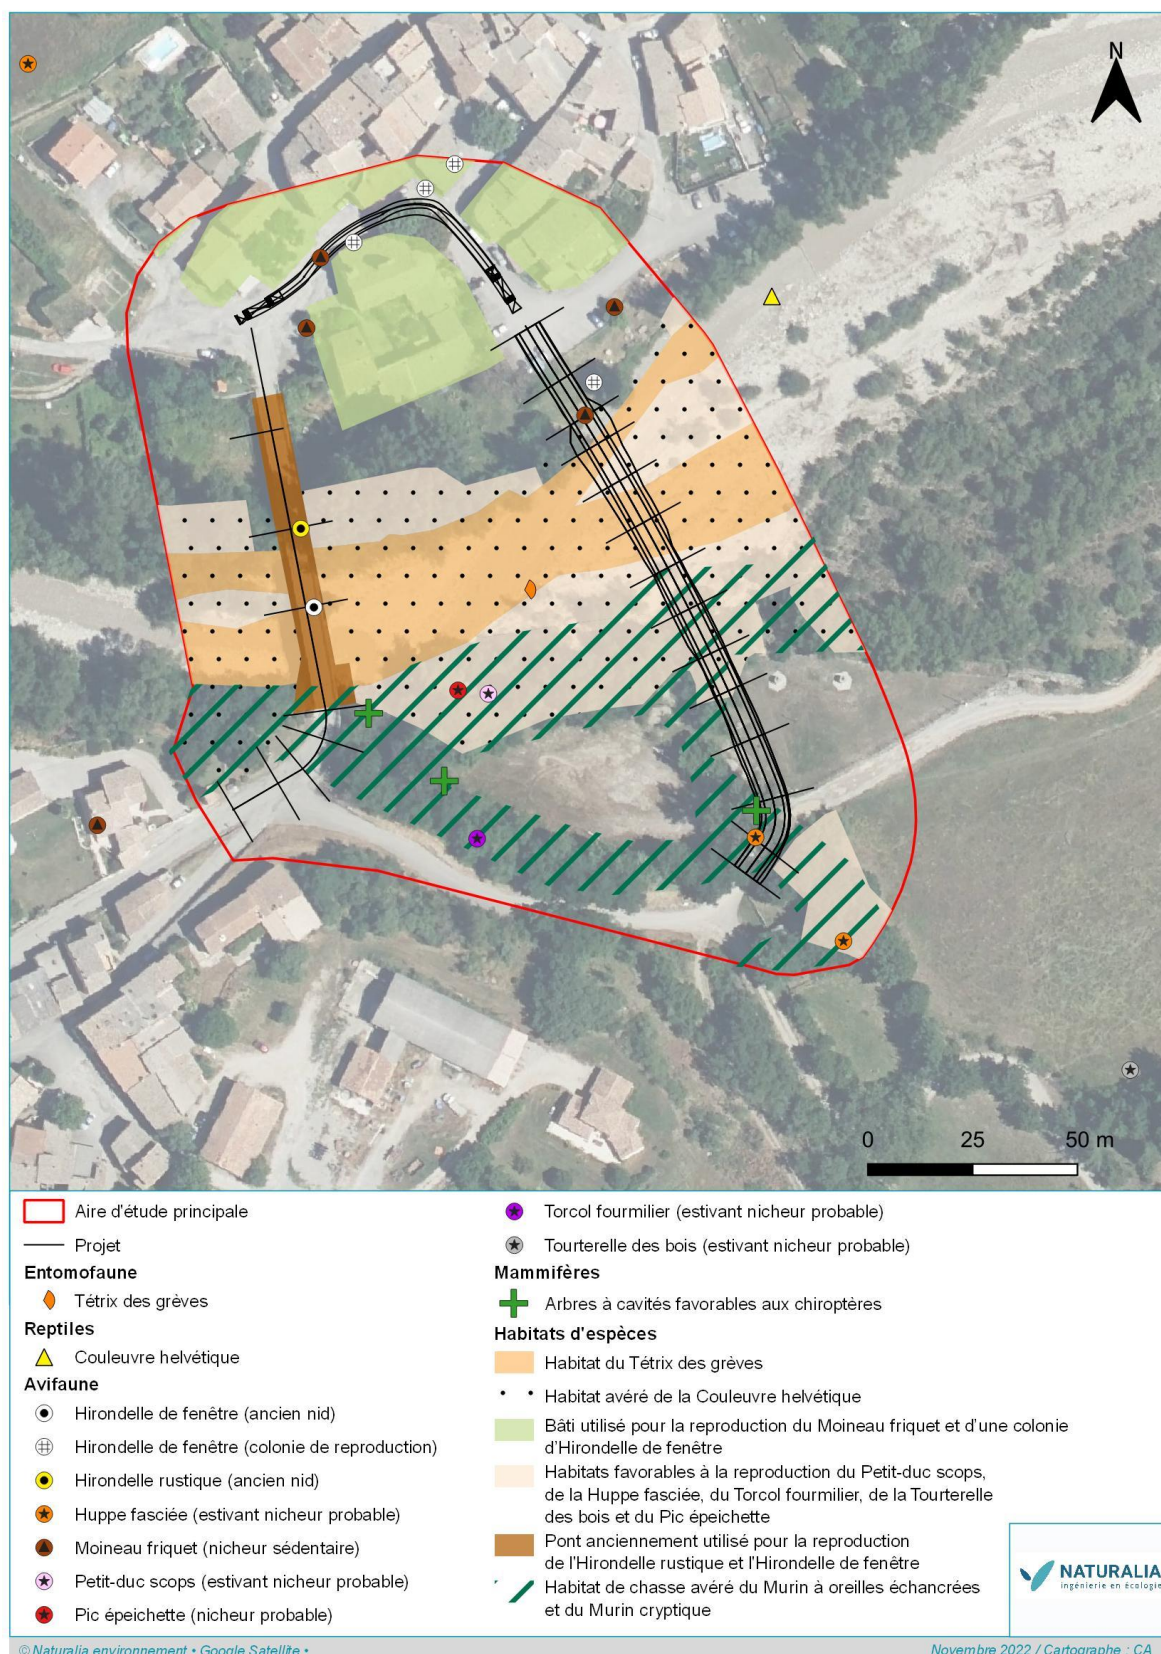 N
0 25 50 m
Aire d'étude principale
Projet
Entomofaune
Tétrix des grèves
Reptiles
Couleuvre helvétique
Avifaune
Hirondelle de fenêtre (ancien nid)
Hirondelle de fenêtre (colonie de reproduction)
Hirondelle rustique (ancien nid)
Huppe fasciée (estivant nicheur probable)
Moineau friquet (nicheur sédentaire)
Petit-duc scops (estivant nicheur probable)
Pic épeichette (nicheur probable)
Torcol fourmilier (estivant nicheur probable)
Tourterelle des bois (estivant nicheur probable)
Mammifères
Arbres à cavités favorables aux chiroptères
Habitats d'espèces
Habitat du Tétrix des grèves
Habitat avéré de la Couleuvre helvétique
Bâti utilisé pour la reproduction du Moineau friquet et d'une colonie
d'Hirondelle de fenêtre
Habitats favorables à la reproduction du Petit-duc scops,
de la Huppe fasciée, du Torcol fourmilier, de la Tourterelle
des bois et du Pic épeichette
Pont anciennement utilisé pour la reproduction
de l'Hirondelle rustique et l'Hirondelle de fenêtre
Habitat de chasse avéré du Murin à oreilles échancrées
et du Murin cryptique
NATURALIA
ingénierie en écologie
© Naturalia environnement • Google Satellite •
Novembre 2022 / Cartographe : CA